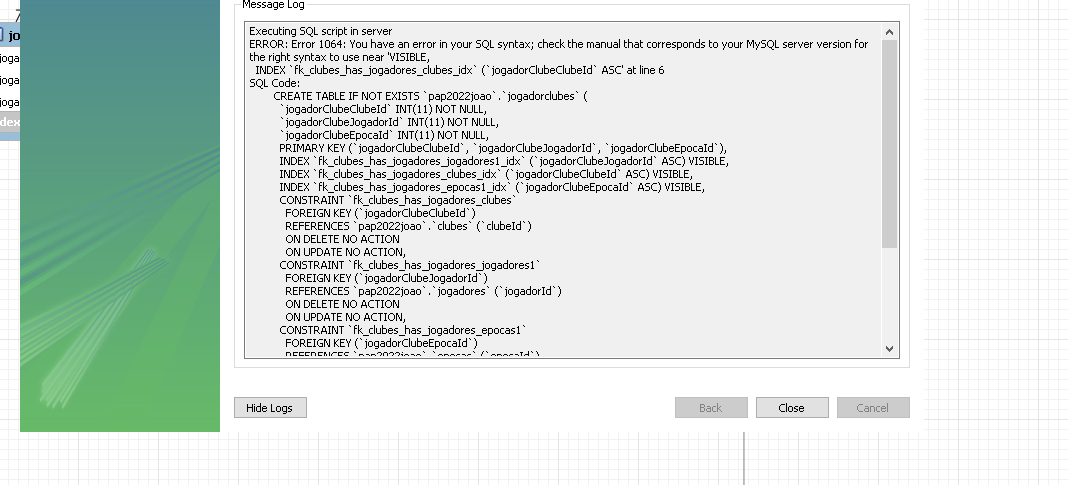 Message Log
jo
joga
joga
joga
ndex
Executing SQL script in server
ERROR: Error 1064: You have an error in your SQL syntax; check the manual that corresponds to your MySQL server version for
the right syntax to use near 'VISIBLE,
INDEX `fk_clubes_has_jogadores_clubes_idx` (`jogadorClubeClubeId` ASC' at line 6
SQL Code:
CREATE TABLE IF NOT EXISTS `pap2022joao`.`jogadorclubes` (
`jogadorClubeClubeId` INT(11) NOT NULL,
`jogadorClubeJogadorId` INT(11) NOT NULL,
`jogadorClubeEpocaId` INT(11) NOT NULL,
PRIMARY KEY (`jogadorClubeClubeId`, `jogadorClubeJogadorId`, `jogadorClubeEpocaId`),
INDEX `fk_clubes_has_jogadores_jogadores1_idx` (`jogadorClubeJogadorId` ASC) VISIBLE,
INDEX `fk_clubes_has_jogadores_clubes_idx` (`jogadorClubeClubeId` ASC) VISIBLE,
INDEX `fk_clubes_has_jogadores_epocas1_idx` (`jogadorClubeEpocaId` ASC) VISIBLE,
CONSTRAINT `fk_clubes_has_jogadores_clubes`
FOREIGN KEY (`jogadorClubeClubeId`)
REFERENCES `pap2022joao`.`clubes` (`clubeId`)
ON DELETE NO ACTION
ON UPDATE NO ACTION,
CONSTRAINT `fk_clubes_has_jogadores_jogadores1`
FOREIGN KEY (`jogadorClubeJogadorId`)
REFERENCES `pap2022joao`.`jogadores` (`jogadorId`)
ON DELETE NO ACTION
ON UPDATE NO ACTION,
CONSTRAINT `fk_clubes_has_jogadores_epocas1`
FOREIGN KEY (`jogadorClubeEpocaId`)
REFERENCES `pap2022joao`.`epocas` (`epocaId`)
Hide Logs
Back
Close
Cancel